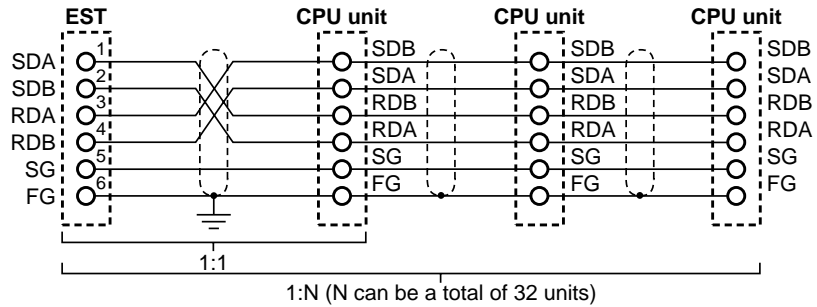 EST CPU unit CPU unit CPU unit
SDA 1 SDB SDB SDB
SDB 2 SDA SDA SDA
RDA 3 RDB RDB RDB
RDB 4 RDA RDA RDA
SG 5 SG SG SG
FG 6 FG FG FG
1:1
1:N (N can be a total of 32 units)